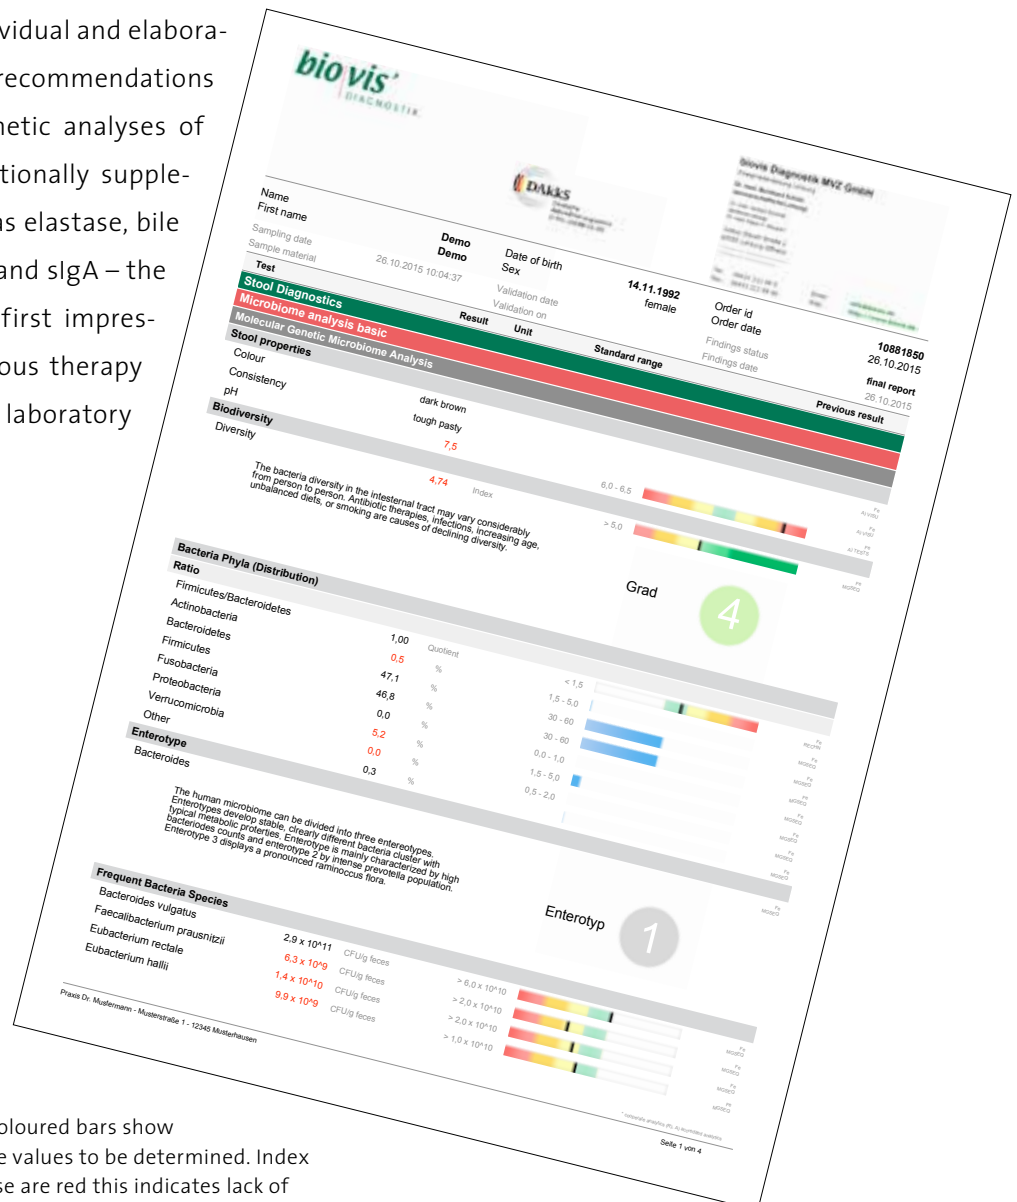 vidual and elabora-
recommendations
netic analyses of
tionally supple-
as elastase, bile
and sIgA – the
first impres-
ous therapy
laboratory
biovis'
DIAGNOSTIK
DAkkS
biovis Diagnostik MVZ GmbH
Name Demo Date of birth 14.11.1992 Order id 10881850
First name Demo Sex female Order date 26.10.2015
Sampling date 26.10.2015 10:04:37 Validation date Findings status final report
Sample material Validation on Findings date 26.10.2015
Test Result Unit Standard range Previous result
Stool Diagnostics
Microbiome analysis basic
Molecular Genetic Microbiome Analysis
Stool properties
Colour dark brown
Consistency tough pasty
pH 7,5 6,0 - 6,5
Biodiversity
Diversity 4,74 Index > 5,0
The bacteria diversity in the intesternal tract may vary considerably
from person to person. Antibiotic therapies, infections, increasing age,
unbalanced diets, or smoking are causes of declining diversity.
Grad 4
Bacteria Phyla (Distribution)
Ratio
Firmicutes/Bacteroidetes 1,00 Quotient < 1,5
Actinobacteria 0,5 % 1,5 - 5,0
Bacteroidetes 47,1 % 30 - 60
Firmicutes 46,8 % 30 - 60
Fusobacteria 0,0 % 0,0 - 1,0
Proteobacteria 5,2 % 1,5 - 5,0
Verrucomicrobia 0,0 % 0,5 - 2,0
Other 0,3 %
Enterotype
Bacteroides
The human microbiome can be divided into three entereotypes.
Enterotypes develop stable, clrearly different bacteria cluster with
typical metabolic proterties. Enterotype is mainly characterized by high
bacteriodes counts and enterotype 2 by intense prevotella population.
Enterotype 3 displays a pronounced raminoccus flora.
Enterotyp 1
Frequent Bacteria Species
Bacteroides vulgatus 2,9 x 10^11 CFU/g feces > 6,0 x 10^10
Faecalibacterium prausnitzii 6,3 x 10^9 CFU/g feces > 2,0 x 10^10
Eubacterium rectale 1,4 x 10^10 CFU/g feces > 2,0 x 10^10
Eubacterium hallii 9,9 x 10^9 CFU/g feces > 1,0 x 10^10
Praxis Dr. Mustermann - Musterstraße 1 - 12345 Musterhausen
Seite 1 von 4
oloured bars show
e values to be determined. Index
se are red this indicates lack of